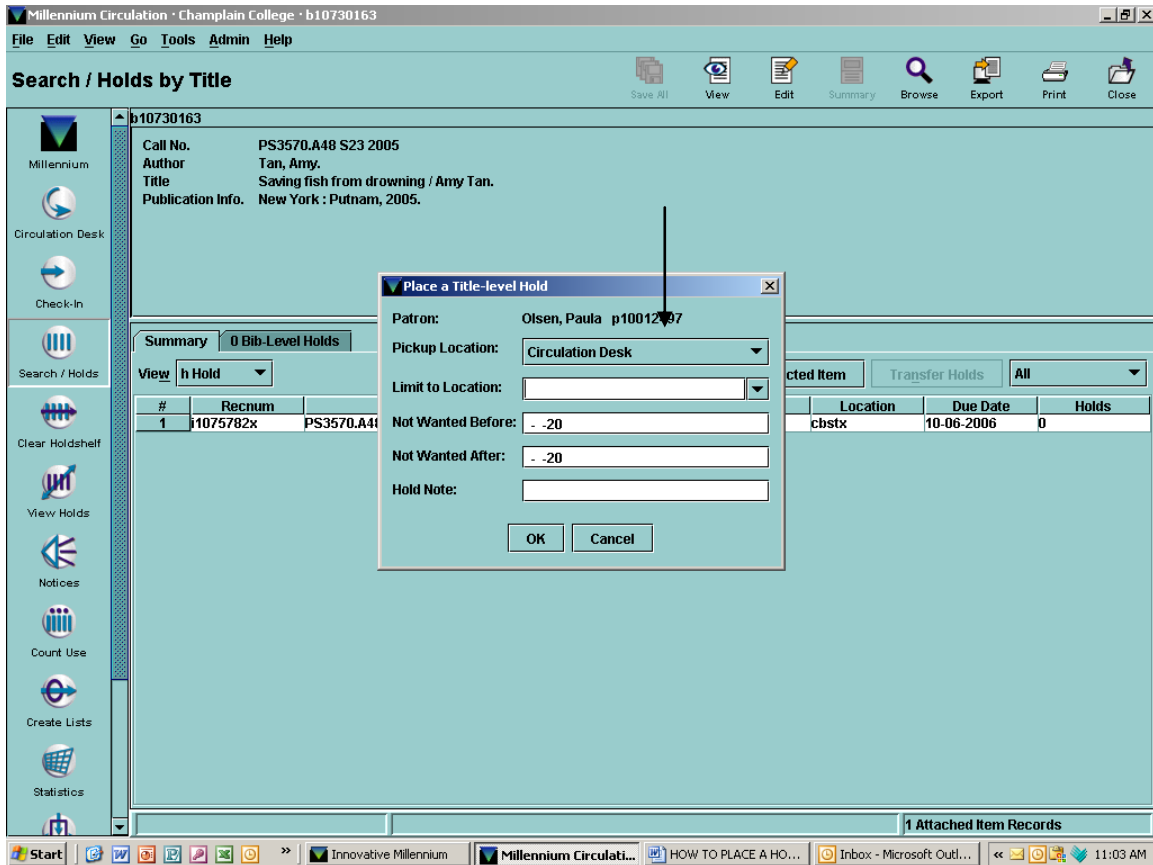 Millennium Circulation · Champlain College · b10730163
File Edit View Go Tools Admin Help
Search / Holds by Title
Save All View Edit Summary Browse Export Print Close
b10730163
Call No. PS3570.A48 S23 2005
Author Tan, Amy.
Title Saving fish from drowning / Amy Tan.
Publication Info. New York : Putnam, 2005.
Millennium
Circulation Desk
Check-In
Search / Holds
Clear Holdshelf
View Holds
Notices
Count Use
Create Lists
Statistics
Summary 0 Bib-Level Holds
View h Hold
cted Item Transfer Holds All
# Recnum Location Due Date Holds
1 i1075782x PS3570.A48 cbstx 10-06-2006 0
Place a Title-level Hold
Patron: Olsen, Paula
Pickup Location: Circulation Desk
Limit to Location:
Not Wanted Before: - -20
Not Wanted After: - -20
Hold Note:
OK Cancel
1 Attached Item Records
Start » Innovative Millennium Millennium Circulati... HOW TO PLACE A HO... Inbox - Microsoft Outl... « 11:03 AM